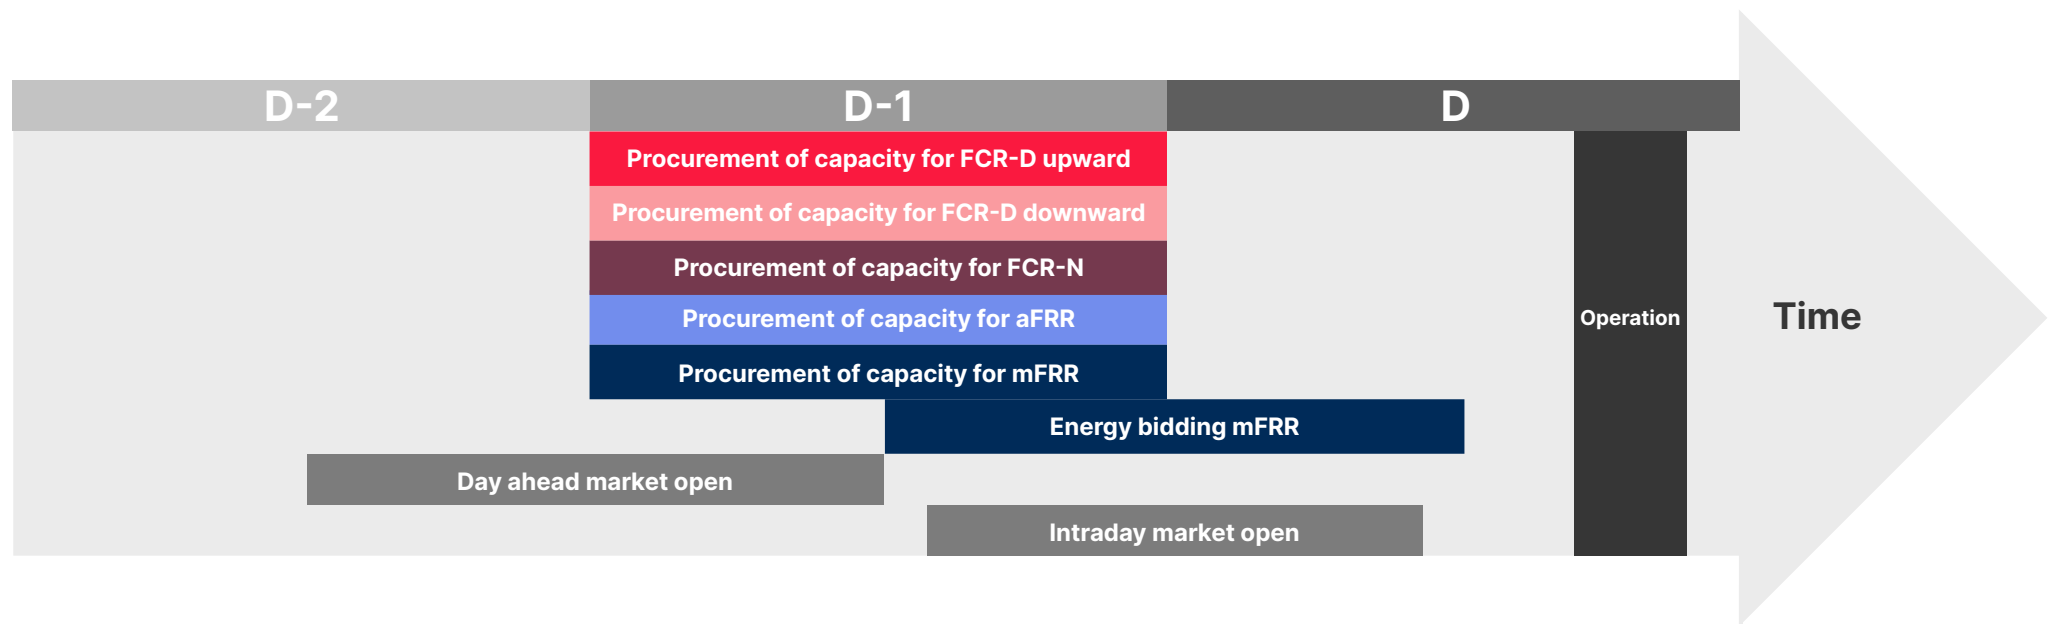 D-2
D-1
D
Procurement of capacity for FCR-D upward
Procurement of capacity for FCR-D downward
Procurement of capacity for FCR-N
Procurement of capacity for aFRR
Procurement of capacity for mFRR
Energy bidding mFRR
Day ahead market open
Intraday market open
Operation
Time